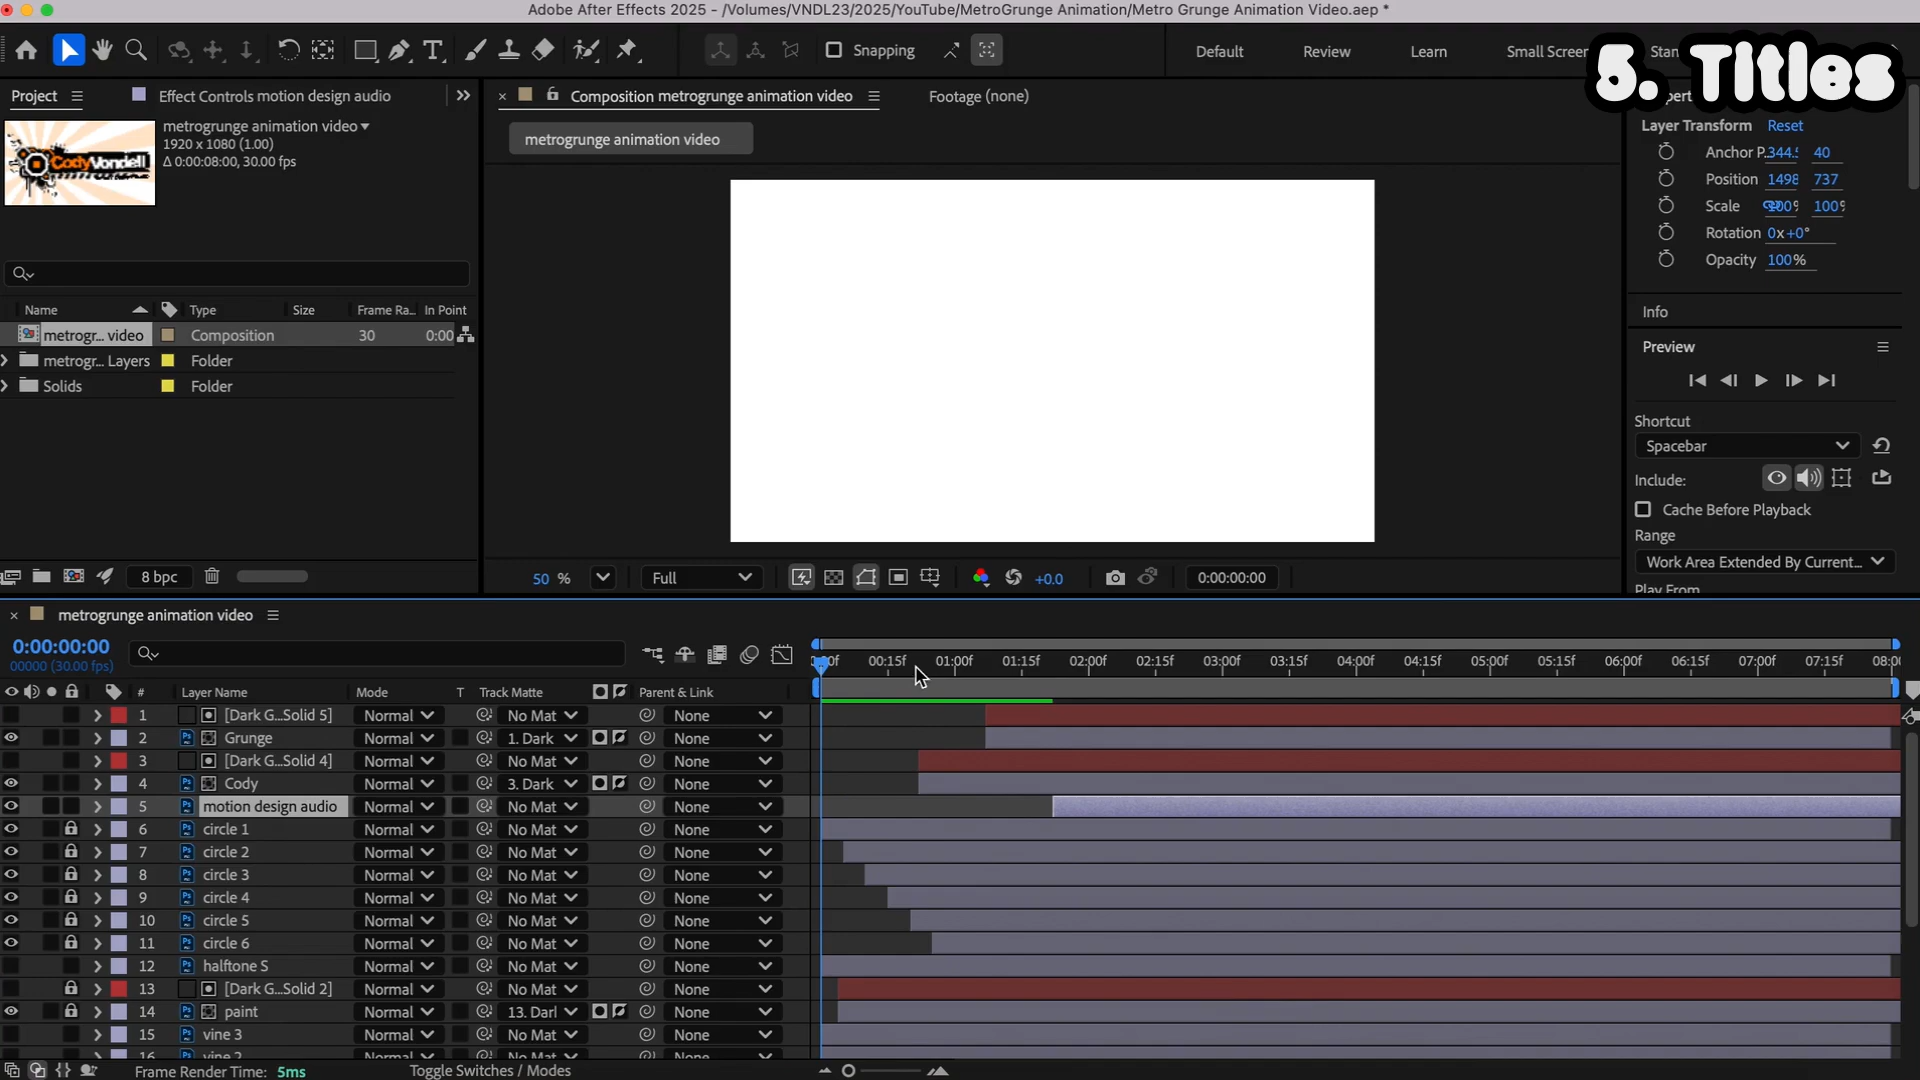 Adobe After Effects 2025 - /Volumes/VNDL23/2025/YouTube/MetroGrunge Animation/Metro Grunge Animation Video.aep *
Snapping
Default
Review
Learn
Small Screen
5. Titles
Project
Effect Controls motion design audio
Composition metrogrunge animation video
Footage (none)
metrogrunge animation video
1920 x 1080 (1.00)
Δ 0:00:08:00, 30.00 fps
CodyVondell
metrogrunge animation video
Layer Transform
Reset
Anchor P...
344.5
40
Position
1498
737
Scale
100%
100%
Rotation
0x+0°
Opacity
100%
Info
Preview
Shortcut
Spacebar
Include:
Cache Before Playback
Range
Work Area Extended By Current...
Play From
Name
Type
Size
Frame Ra...
In Point
metrogr... video
Composition
30
0:00
metrogr... Layers
Folder
Solids
Folder
8 bpc
50 %
Full
+0.0
0:00:00:00
metrogrunge animation video
0:00:00:00
00000 (30.00 fps)
00:15f
01:00f
01:15f
02:00f
02:15f
03:00f
03:15f
04:00f
04:15f
05:00f
05:15f
06:00f
06:15f
07:00f
07:15f
08:00
# Layer Name Mode T Track Matte Parent & Link
1 [Dark G...Solid 5] Normal No Mat None
2 Grunge Normal 1. Dark None
3 [Dark G...Solid 4] Normal No Mat None
4 Cody Normal 3. Dark None
5 motion design audio Normal No Mat None
6 circle 1 Normal No Mat None
7 circle 2 Normal No Mat None
8 circle 3 Normal No Mat None
9 circle 4 Normal No Mat None
10 circle 5 Normal No Mat None
11 circle 6 Normal No Mat None
12 halftone S Normal No Mat None
13 [Dark G...Solid 2] Normal No Mat None
14 paint Normal 13. Darl None
15 vine 3 Normal No Mat None
16 vine 2 Normal No Mat None
Frame Render Time: 5ms
Toggle Switches / Modes